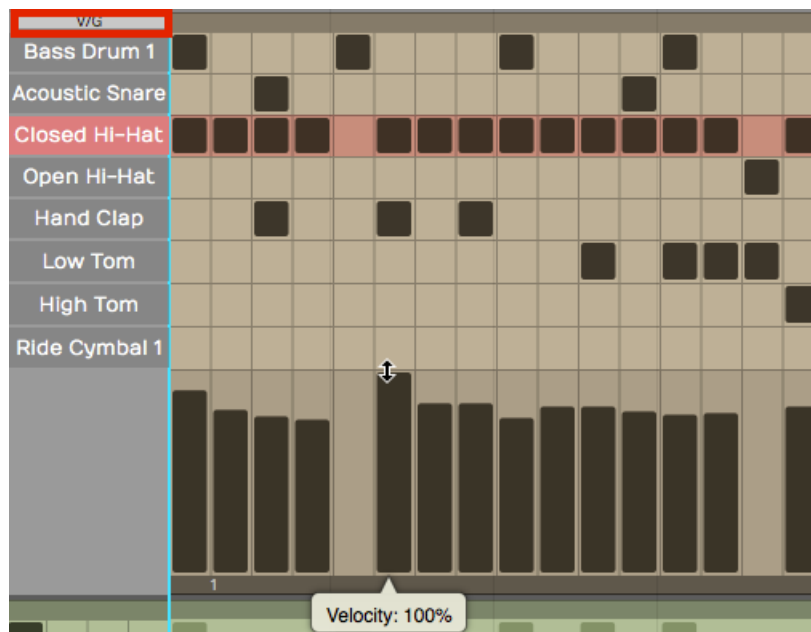 V/G
Bass Drum 1
Acoustic Snare
Closed Hi-Hat
Open Hi-Hat
Hand Clap
Low Tom
High Tom
Ride Cymbal 1
1
Velocity: 100%